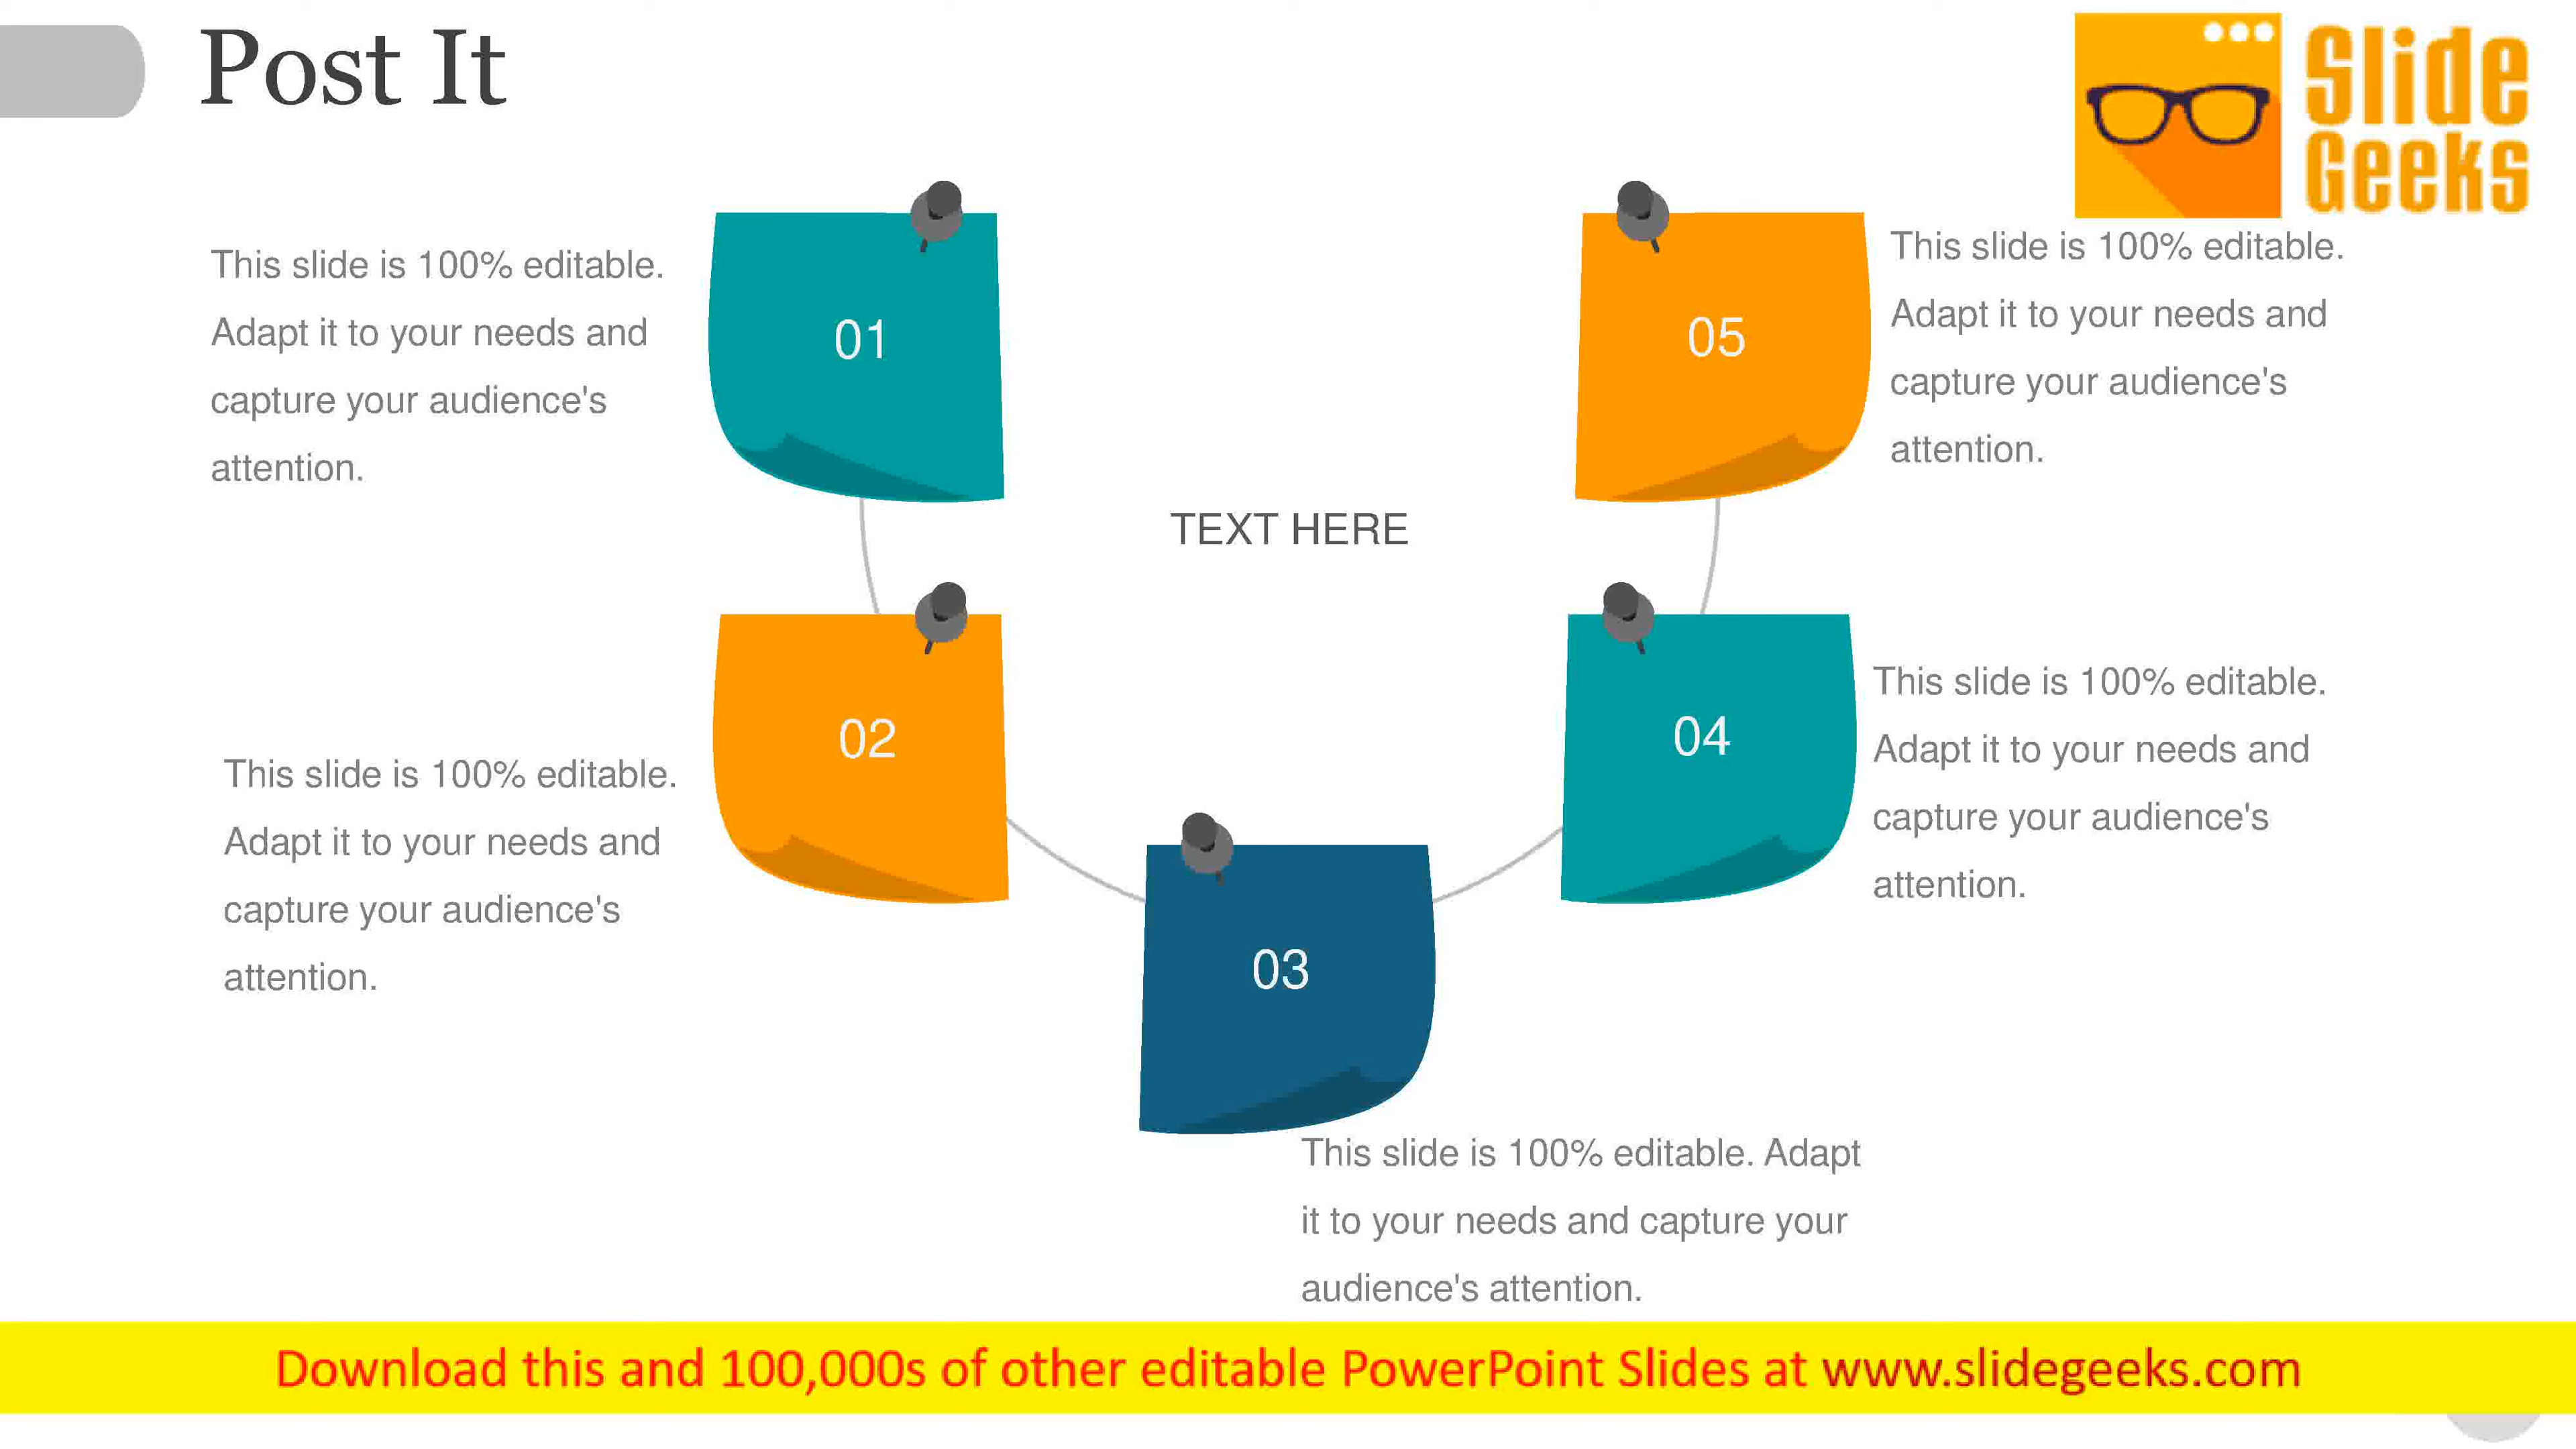 Post It
Slide
Geeks
This slide is 100% editable.
Adapt it to your needs and
capture your audience's
attention.
01
05
This slide is 100% editable.
Adapt it to your needs and
capture your audience's
attention.
TEXT HERE
This slide is 100% editable.
Adapt it to your needs and
capture your audience's
attention.
02
04
This slide is 100% editable.
Adapt it to your needs and
capture your audience's
attention.
03
This slide is 100% editable. Adapt
it to your needs and capture your
audience's attention.
Download this and 100,000s of other editable PowerPoint Slides at www.slidegeeks.com